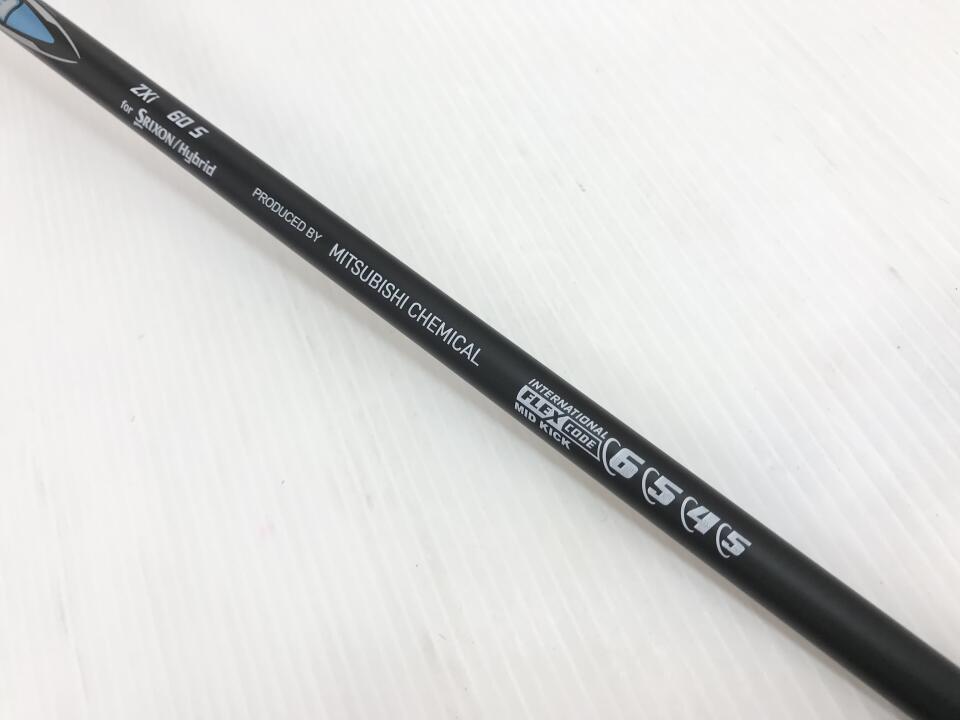 ZXi 60 S
for SRIXON/Hybrid
PRODUCED BY MITSUBISHI CHEMICAL
INTERNATIONAL
FLEX CODE
MID KICK
6 5 4 5